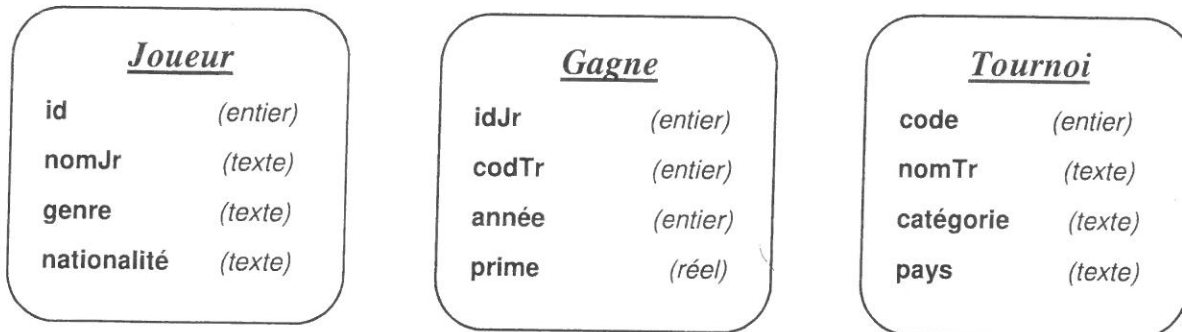 Joueur
id (entier)
nomJr (texte)
genre (texte)
nationalité (texte)
Gagne
idJr (entier)
codTr (entier)
année (entier)
prime (réel)
Tournoi
code (entier)
nomTr (texte)
catégorie (texte)
pays (texte)